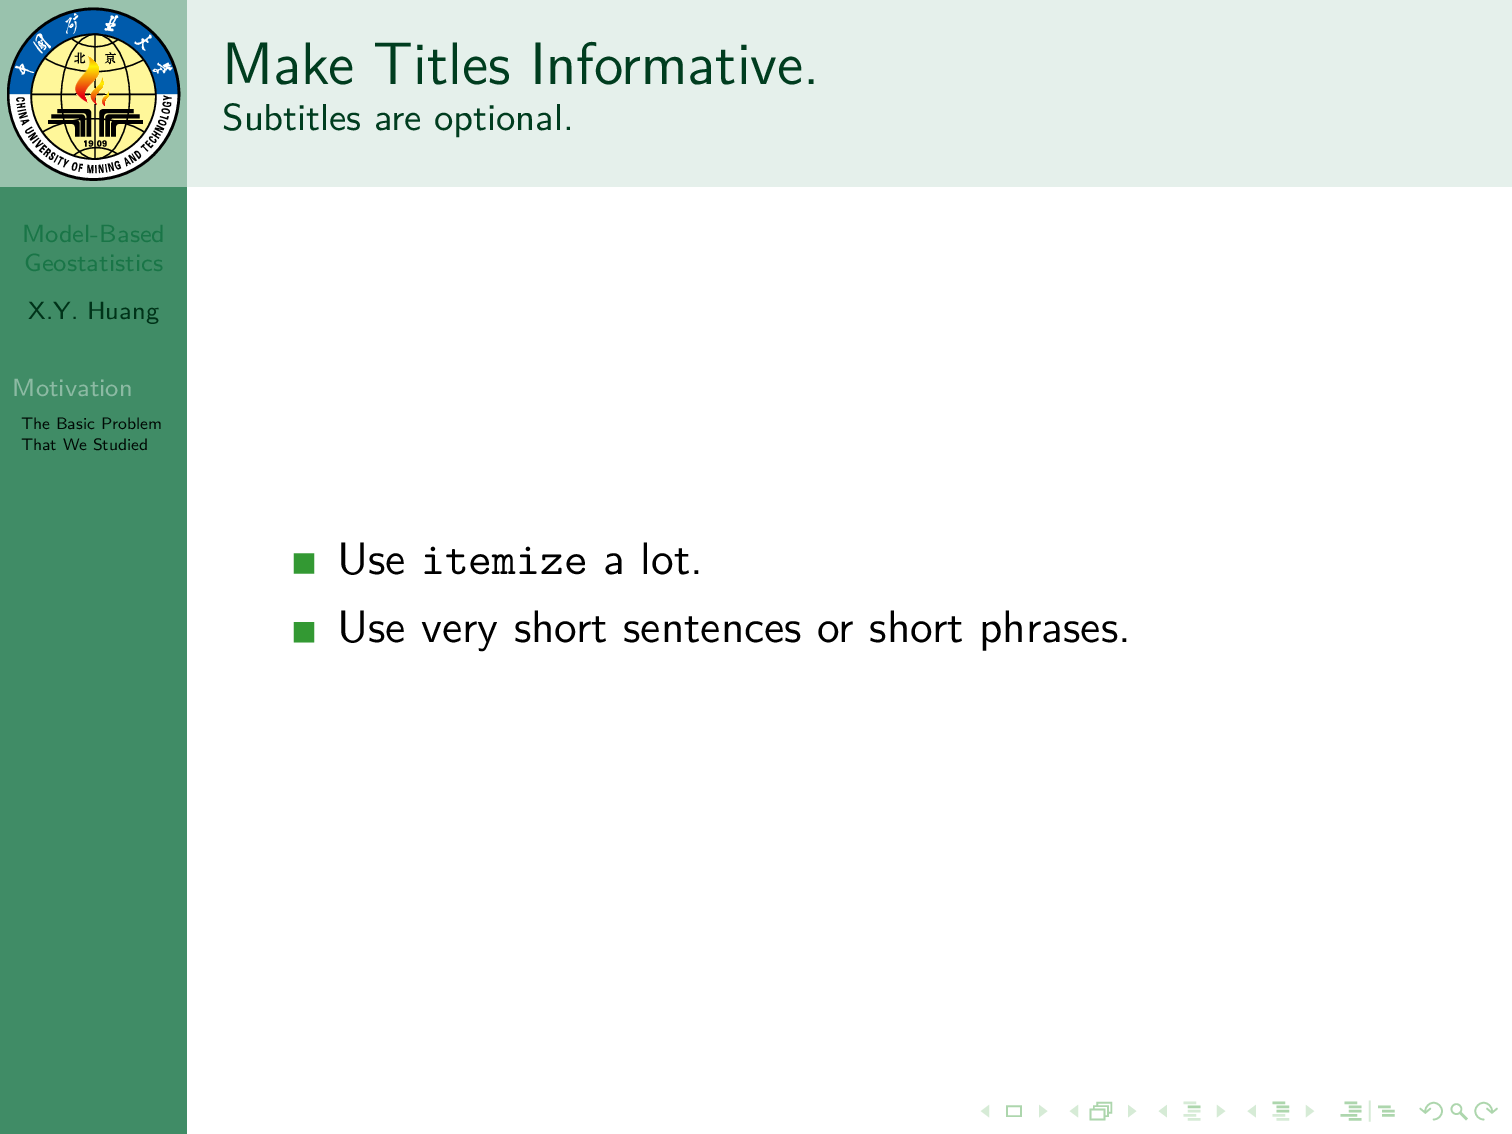 中国矿业大学
北京
1909
CHINA UNIVERSITY OF MINING AND TECHNOLOGY
Make Titles Informative.
Subtitles are optional.
Model-Based
Geostatistics
X.Y. Huang
Motivation
The Basic Problem
That We Studied
Use itemize a lot.
Use very short sentences or short phrases.